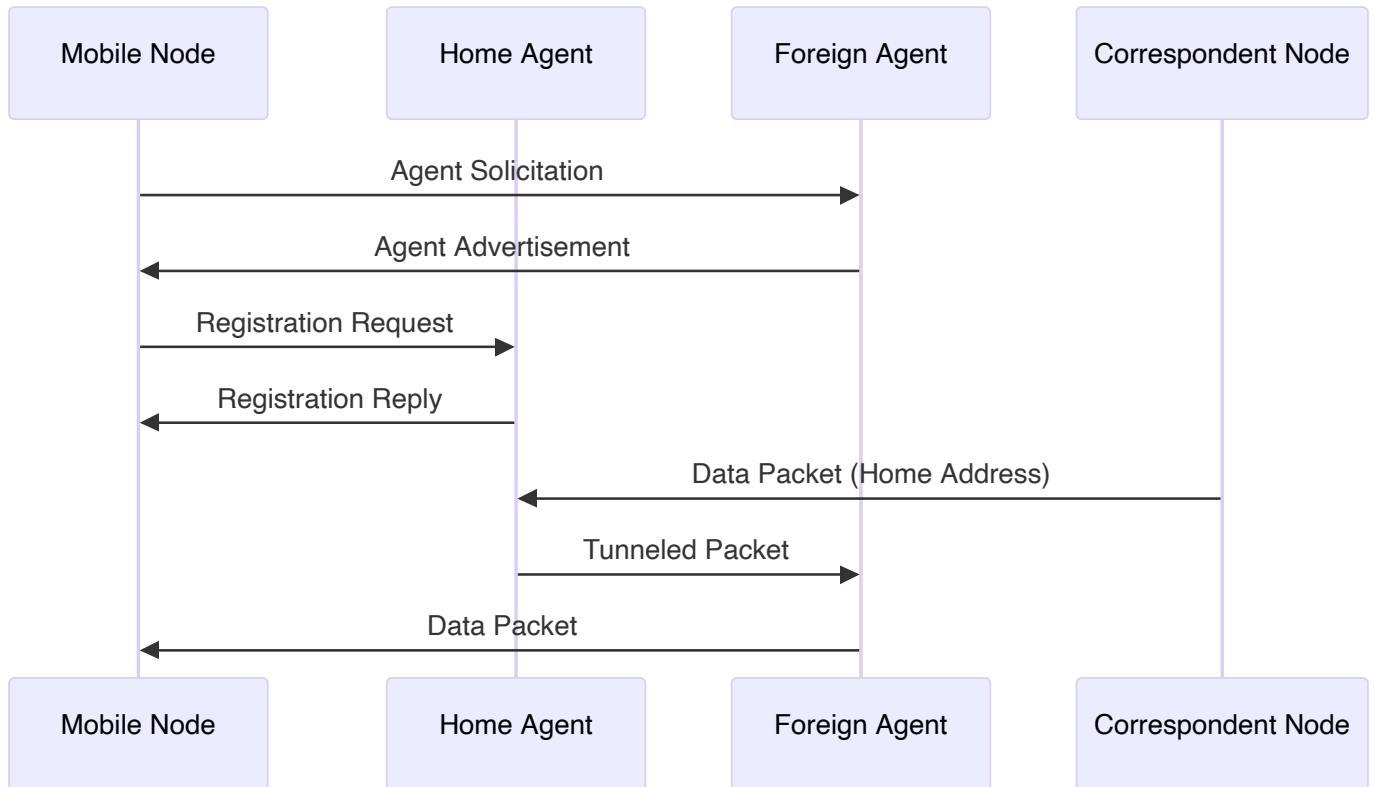 Mobile Node
Home Agent
Foreign Agent
Correspondent Node
Agent Solicitation
Agent Advertisement
Registration Request
Registration Reply
Data Packet (Home Address)
Tunneled Packet
Data Packet
Mobile Node
Home Agent
Foreign Agent
Correspondent Node